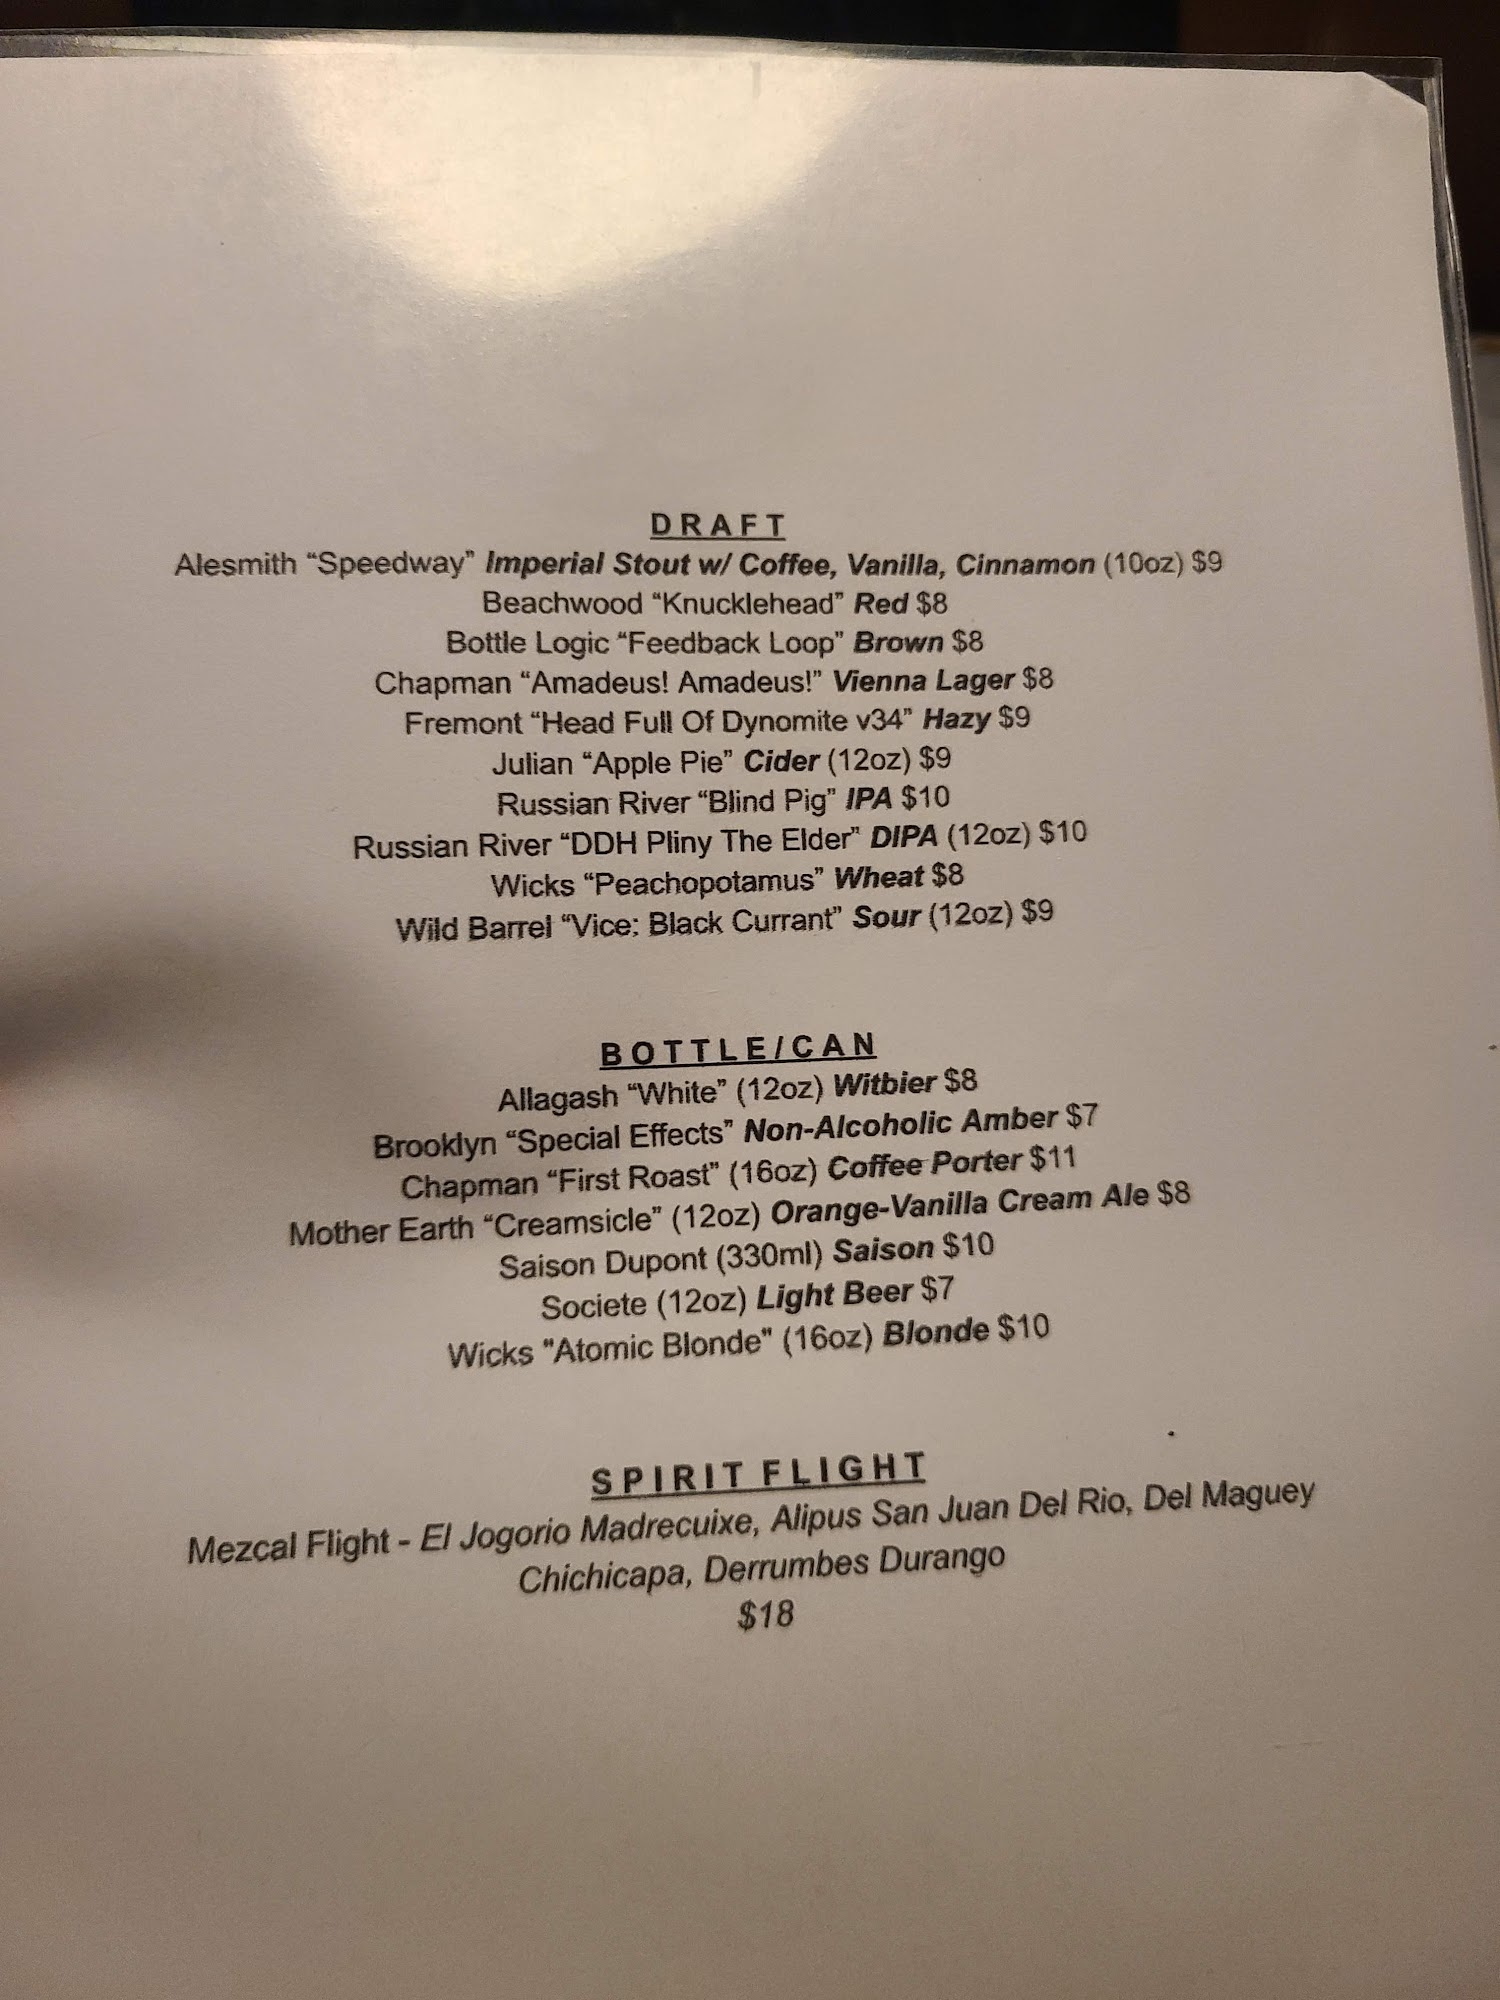 DRAFT
Alesmith “Speedway” Imperial Stout w/ Coffee, Vanilla, Cinnamon (10oz) $9
Beachwood “Knucklehead” Red $8
Bottle Logic “Feedback Loop” Brown $8
Chapman “Amadeus! Amadeus!” Vienna Lager $8
Fremont “Head Full Of Dynomite v34” Hazy $9
Julian “Apple Pie” Cider (12oz) $9
Russian River “Blind Pig” IPA $10
Russian River “DDH Pliny The Elder” DIPA (12oz) $10
Wicks “Peachopotamus” Wheat $8
Wild Barrel “Vice: Black Currant” Sour (12oz) $9
BOTTLE/CAN
Allagash “White” (12oz) Witbier $8
Brooklyn “Special Effects” Non-Alcoholic Amber $7
Chapman “First Roast” (16oz) Coffee Porter $11
Mother Earth “Creamsicle” (12oz) Orange-Vanilla Cream Ale $8
Saison Dupont (330ml) Saison $10
Societe (12oz) Light Beer $7
Wicks "Atomic Blonde" (16oz) Blonde $10
SPIRIT FLIGHT
Mezcal Flight - El Jogorio Madrecuixe, Alipus San Juan Del Rio, Del Maguey
Chichicapa, Derrumbes Durango
$18